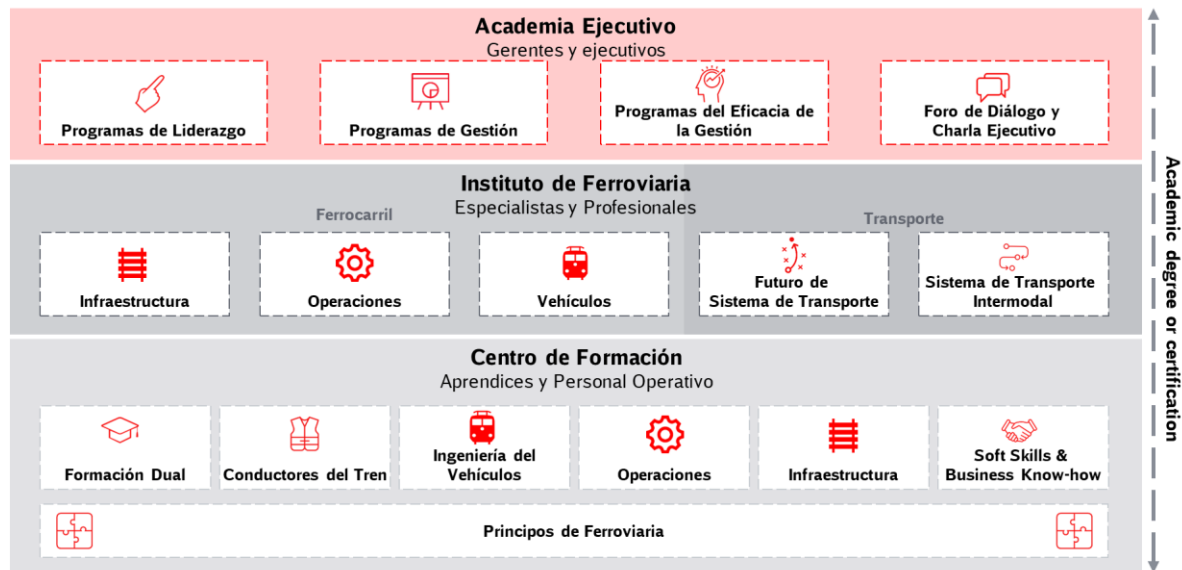 Academia Ejecutivo
Gerentes y ejecutivos
Programas de Liderazgo
Programas de Gestión
Programas del Eficacia de
la Gestión
Foro de Diálogo y
Charla Ejecutivo
Instituto de Ferroviaria
Especialistas y Profesionales
Ferrocarril
Transporte
Infraestructura
Operaciones
Vehículos
Futuro de
Sistema de Transporte
Sistema de Transporte
Intermodal
Centro de Formación
Aprendices y Personal Operativo
Formación Dual
Conductores del Tren
Ingeniería del
Vehículos
Operaciones
Infraestructura
Soft Skills &
Business Know-how
Principos de Ferroviaria
Academic degree or certification